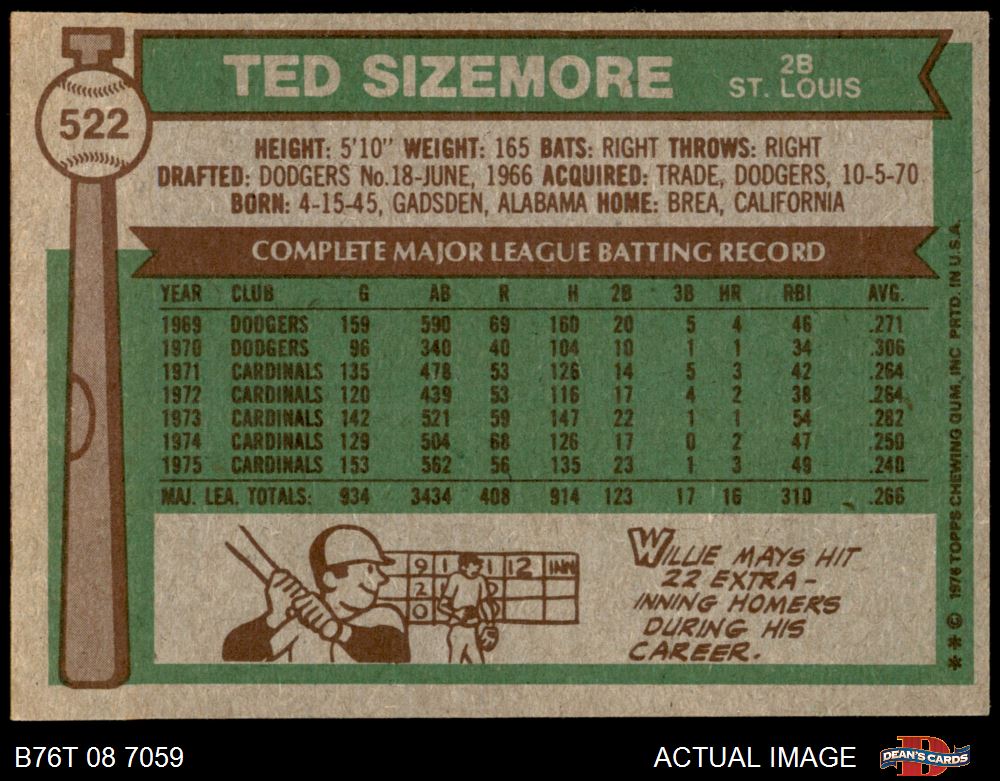 522
TED SIZEMORE
2B
ST. LOUIS
HEIGHT: 5'10" WEIGHT: 165 BATS: RIGHT THROWS: RIGHT
DRAFTED: DODGERS No.18-JUNE, 1966 ACQUIRED: TRADE, DODGERS, 10-5-70
BORN: 4-15-45, GADSDEN, ALABAMA HOME: BREA, CALIFORNIA
COMPLETE MAJOR LEAGUE BATTING RECORD
YEAR CLUB G AB R H 2B 3B HR RBI AVG.
1969 DODGERS 159 590 69 160 20 5 4 46 .271
1970 DODGERS 96 340 40 104 10 1 1 34 .306
1971 CARDINALS 135 478 53 126 14 5 3 42 .264
1972 CARDINALS 120 439 53 116 17 4 2 38 .264
1973 CARDINALS 142 521 59 147 22 1 1 54 .282
1974 CARDINALS 129 504 68 126 17 0 2 47 .250
1975 CARDINALS 153 562 56 135 23 1 3 49 .240
MAJ. LEA. TOTALS: 934 3434 408 914 123 17 16 310 .266
9 1 1 12 INN
2
0
WILLIE MAYS HIT
22 EXTRA-
INNING HOMERS
DURING HIS
CAREER.
** © 1976 TOPPS CHEWING GUM, INC PRTD. IN U.S.A.
B76T 08 7059
ACTUAL IMAGE
DEAN'S CARDS